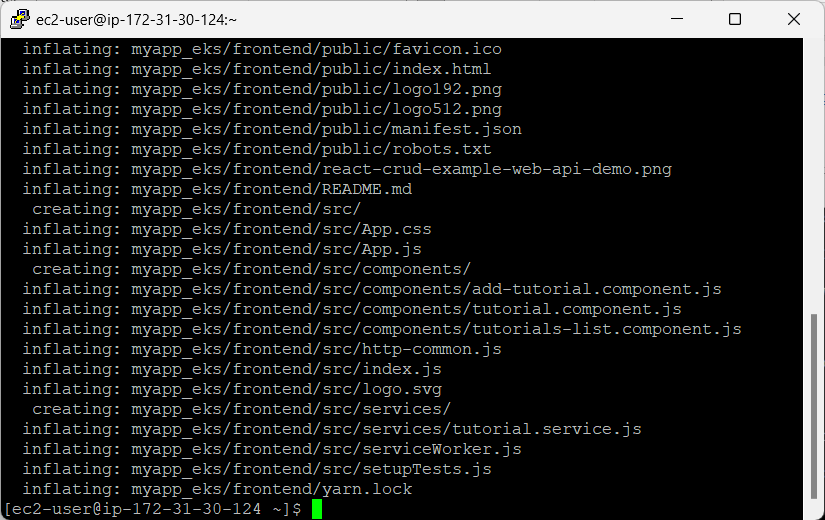 ec2-user@ip-172-31-30-124:~
inflating: myapp_eks/frontend/public/favicon.ico
inflating: myapp_eks/frontend/public/index.html
inflating: myapp_eks/frontend/public/logo192.png
inflating: myapp_eks/frontend/public/logo512.png
inflating: myapp_eks/frontend/public/manifest.json
inflating: myapp_eks/frontend/public/robots.txt
inflating: myapp_eks/frontend/react-crud-example-web-api-demo.png
inflating: myapp_eks/frontend/README.md
creating: myapp_eks/frontend/src/
inflating: myapp_eks/frontend/src/App.css
inflating: myapp_eks/frontend/src/App.js
creating: myapp_eks/frontend/src/components/
inflating: myapp_eks/frontend/src/components/add-tutorial.component.js
inflating: myapp_eks/frontend/src/components/tutorial.component.js
inflating: myapp_eks/frontend/src/components/tutorials-list.component.js
inflating: myapp_eks/frontend/src/http-common.js
inflating: myapp_eks/frontend/src/index.js
inflating: myapp_eks/frontend/src/logo.svg
creating: myapp_eks/frontend/src/services/
inflating: myapp_eks/frontend/src/services/tutorial.service.js
inflating: myapp_eks/frontend/src/serviceWorker.js
inflating: myapp_eks/frontend/src/setupTests.js
inflating: myapp_eks/frontend/yarn.lock
[ec2-user@ip-172-31-30-124 ~]$